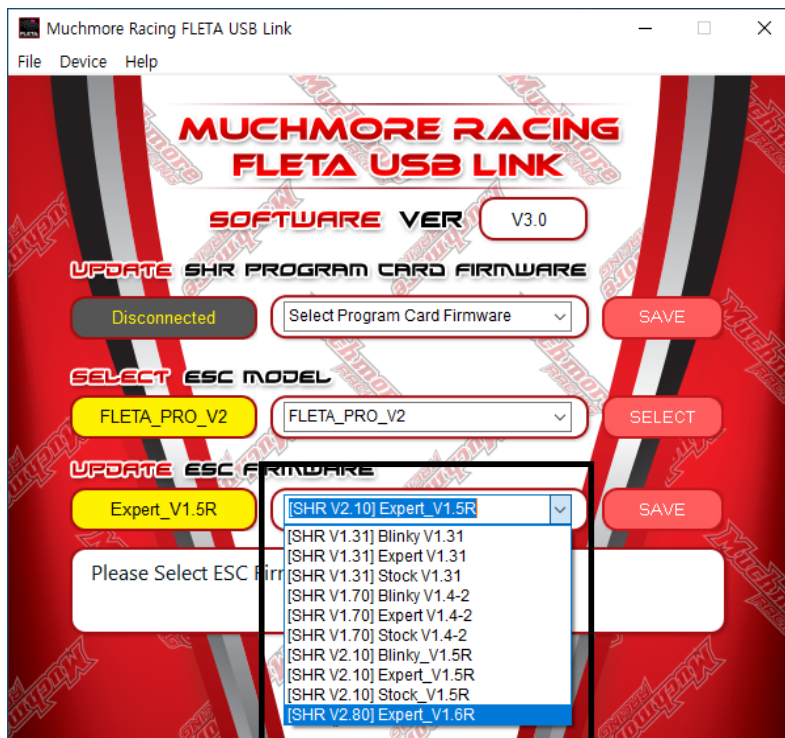 Muchmore Racing FLETA USB Link
File Device Help
MUCHMORE RACING
FLETA USB LINK
SOFTWARE VER V3.0
UPDATE SHR PROGRAM CARD FIRMWARE
Disconnected Select Program Card Firmware SAVE
SELECT ESC MODEL
FLETA_PRO_V2 FLETA_PRO_V2 SELECT
UPDATE ESC FIRMWARE
Expert_V1.5R [SHR V2.10] Expert_V1.5R SAVE
Please Select ESC Firm
[SHR V1.31] Blinky V1.31
[SHR V1.31] Expert V1.31
[SHR V1.31] Stock V1.31
[SHR V1.70] Blinky V1.4-2
[SHR V1.70] Expert V1.4-2
[SHR V1.70] Stock V1.4-2
[SHR V2.10] Blinky_V1.5R
[SHR V2.10] Expert_V1.5R
[SHR V2.10] Stock_V1.5R
[SHR V2.80] Expert_V1.6R